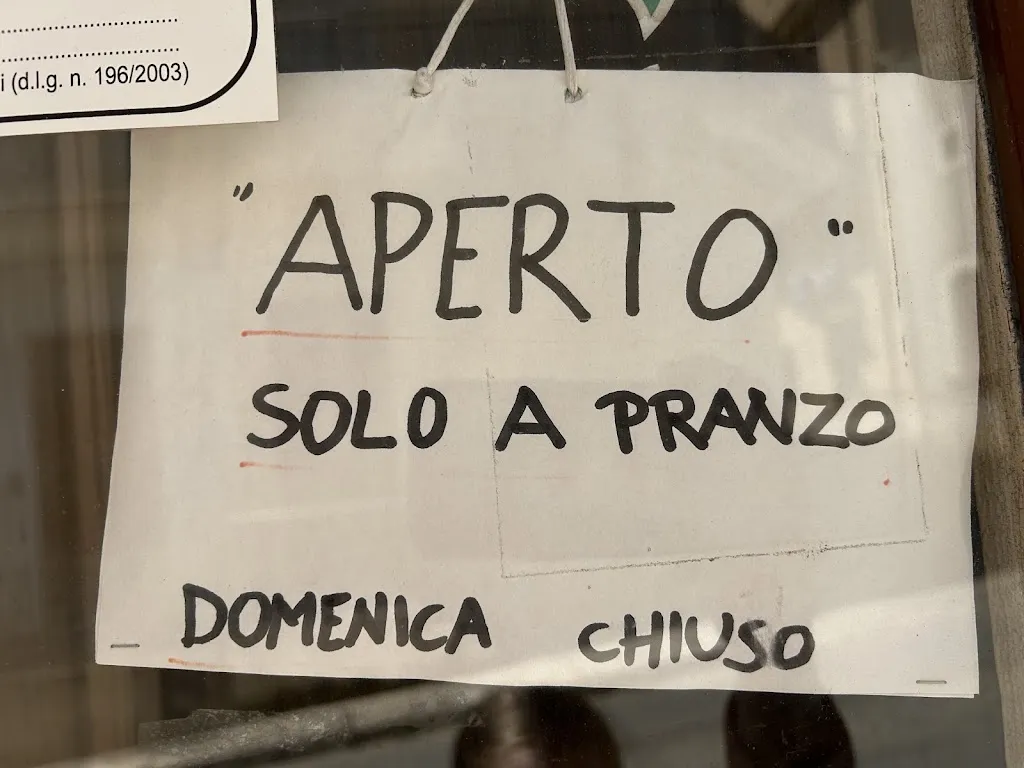 i (d.l.g. n. 196/2003)
"APERTO"
SOLO A PRANZO
DOMENICA CHIUSO